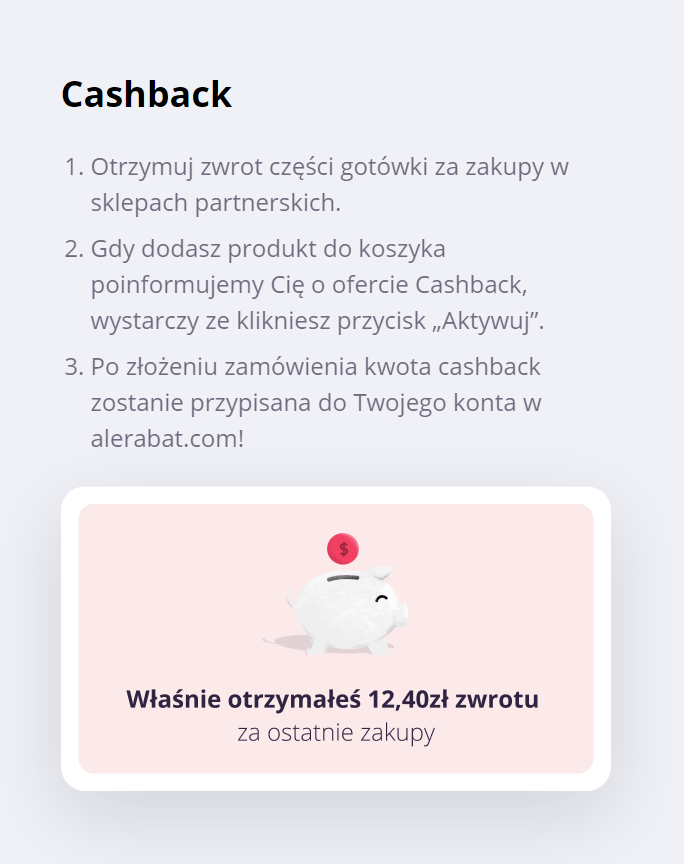 Cashback
1. Otrzymuj zwrot części gotówki za zakupy w
sklepach partnerskich.
2. Gdy dodasz produkt do koszyka
poinformujemy Cię o ofercie Cashback,
wystarczy ze klikniesz przycisk „Aktywuj”.
3. Po złożeniu zamówienia kwota cashback
zostanie przypisana do Twojego konta w
alerabat.com!
$
Właśnie otrzymałeś 12,40zł zwrotu
za ostatnie zakupy